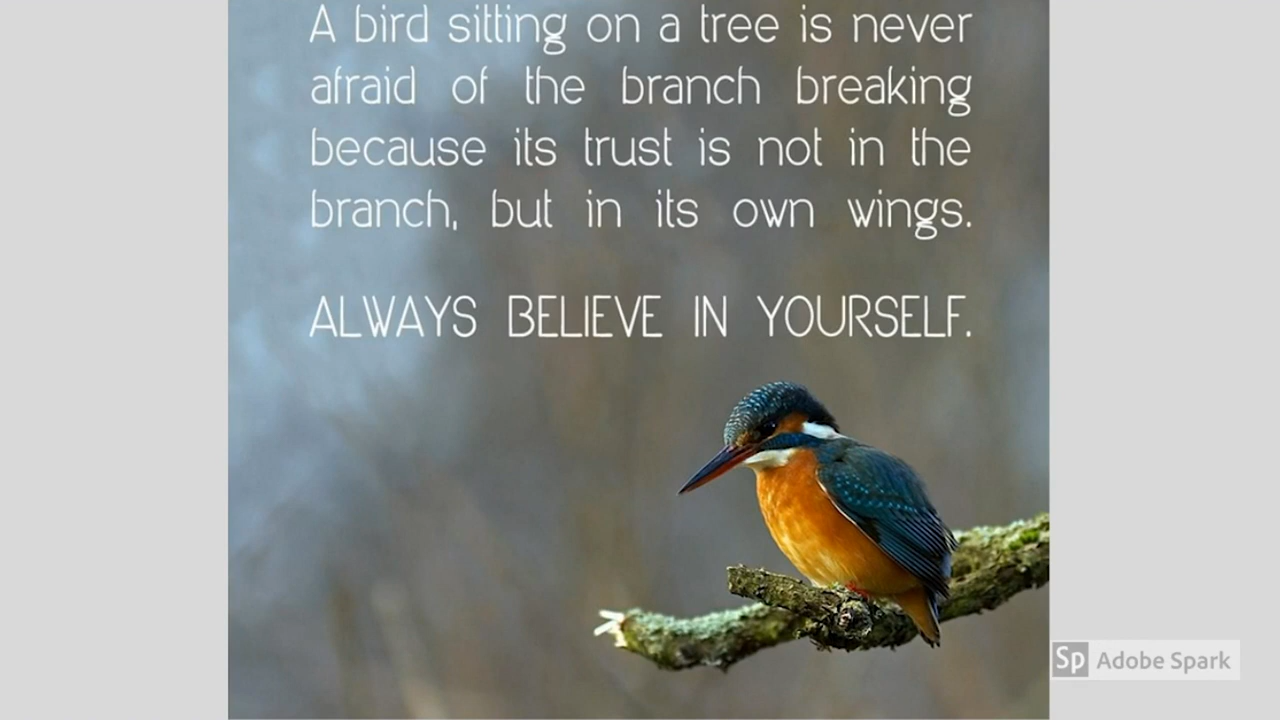 A bird sitting on a tree is never
afraid of the branch breaking
because its trust is not in the
branch, but in its own wings.
ALWAYS BELIEVE IN YOURSELF.
Sp Adobe Spark